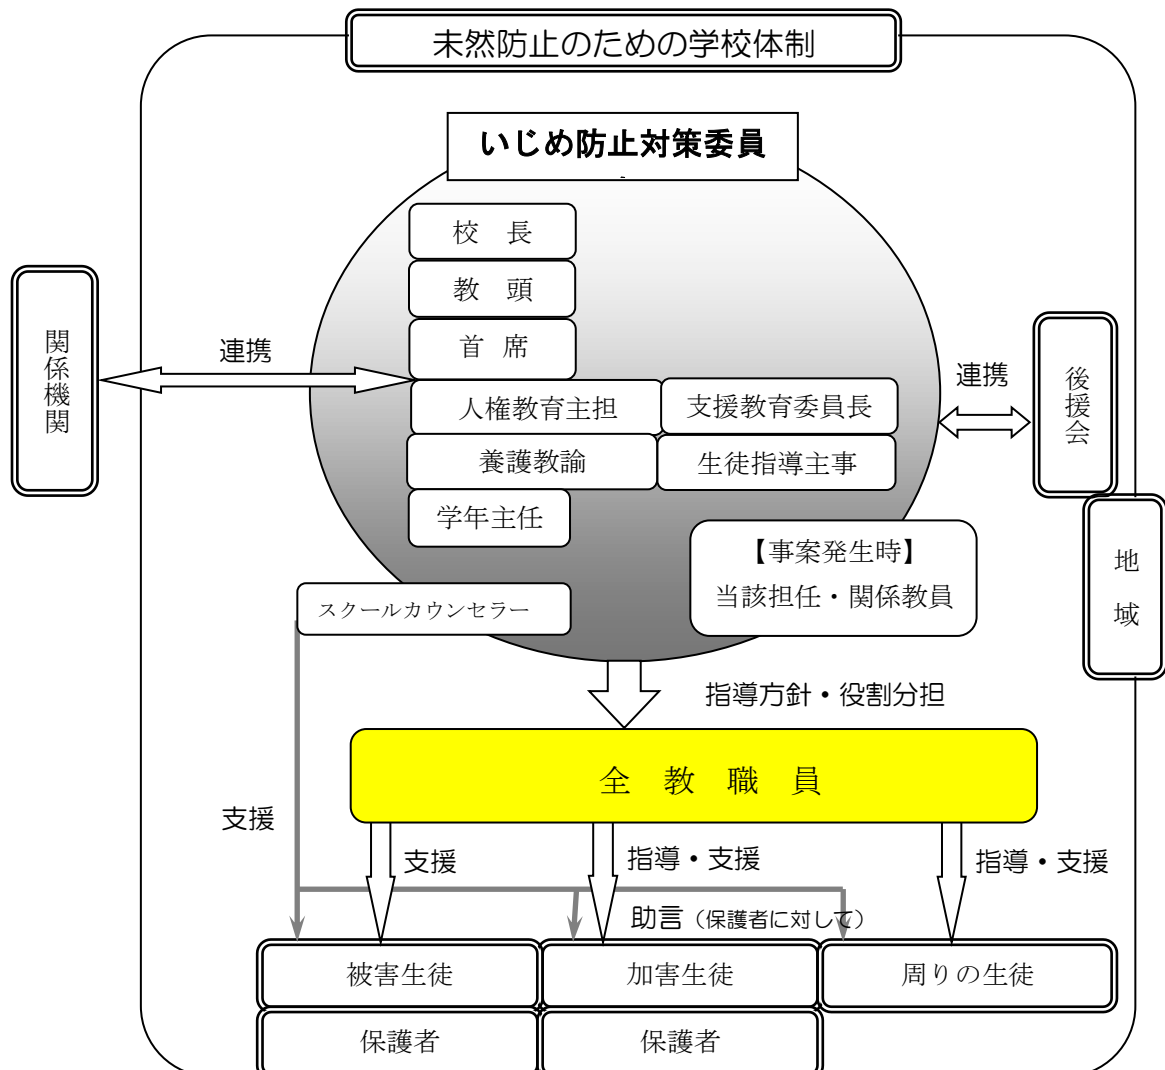 未然防止のための学校体制
いじめ防止対策委員
校　長
教　頭
首 席
人権教育主担
支援教育委員長
養護教諭
生徒指導主事
学年主任
【事案発生時】
当該担任・関係教員
スクールカウンセラー
関係機関
連携
連携
後援会
地域
指導方針・役割分担
全　教　職　員
支援
支援
指導・支援
指導・支援
助言（保護者に対して）
被害生徒
加害生徒
周りの生徒
保護者
保護者